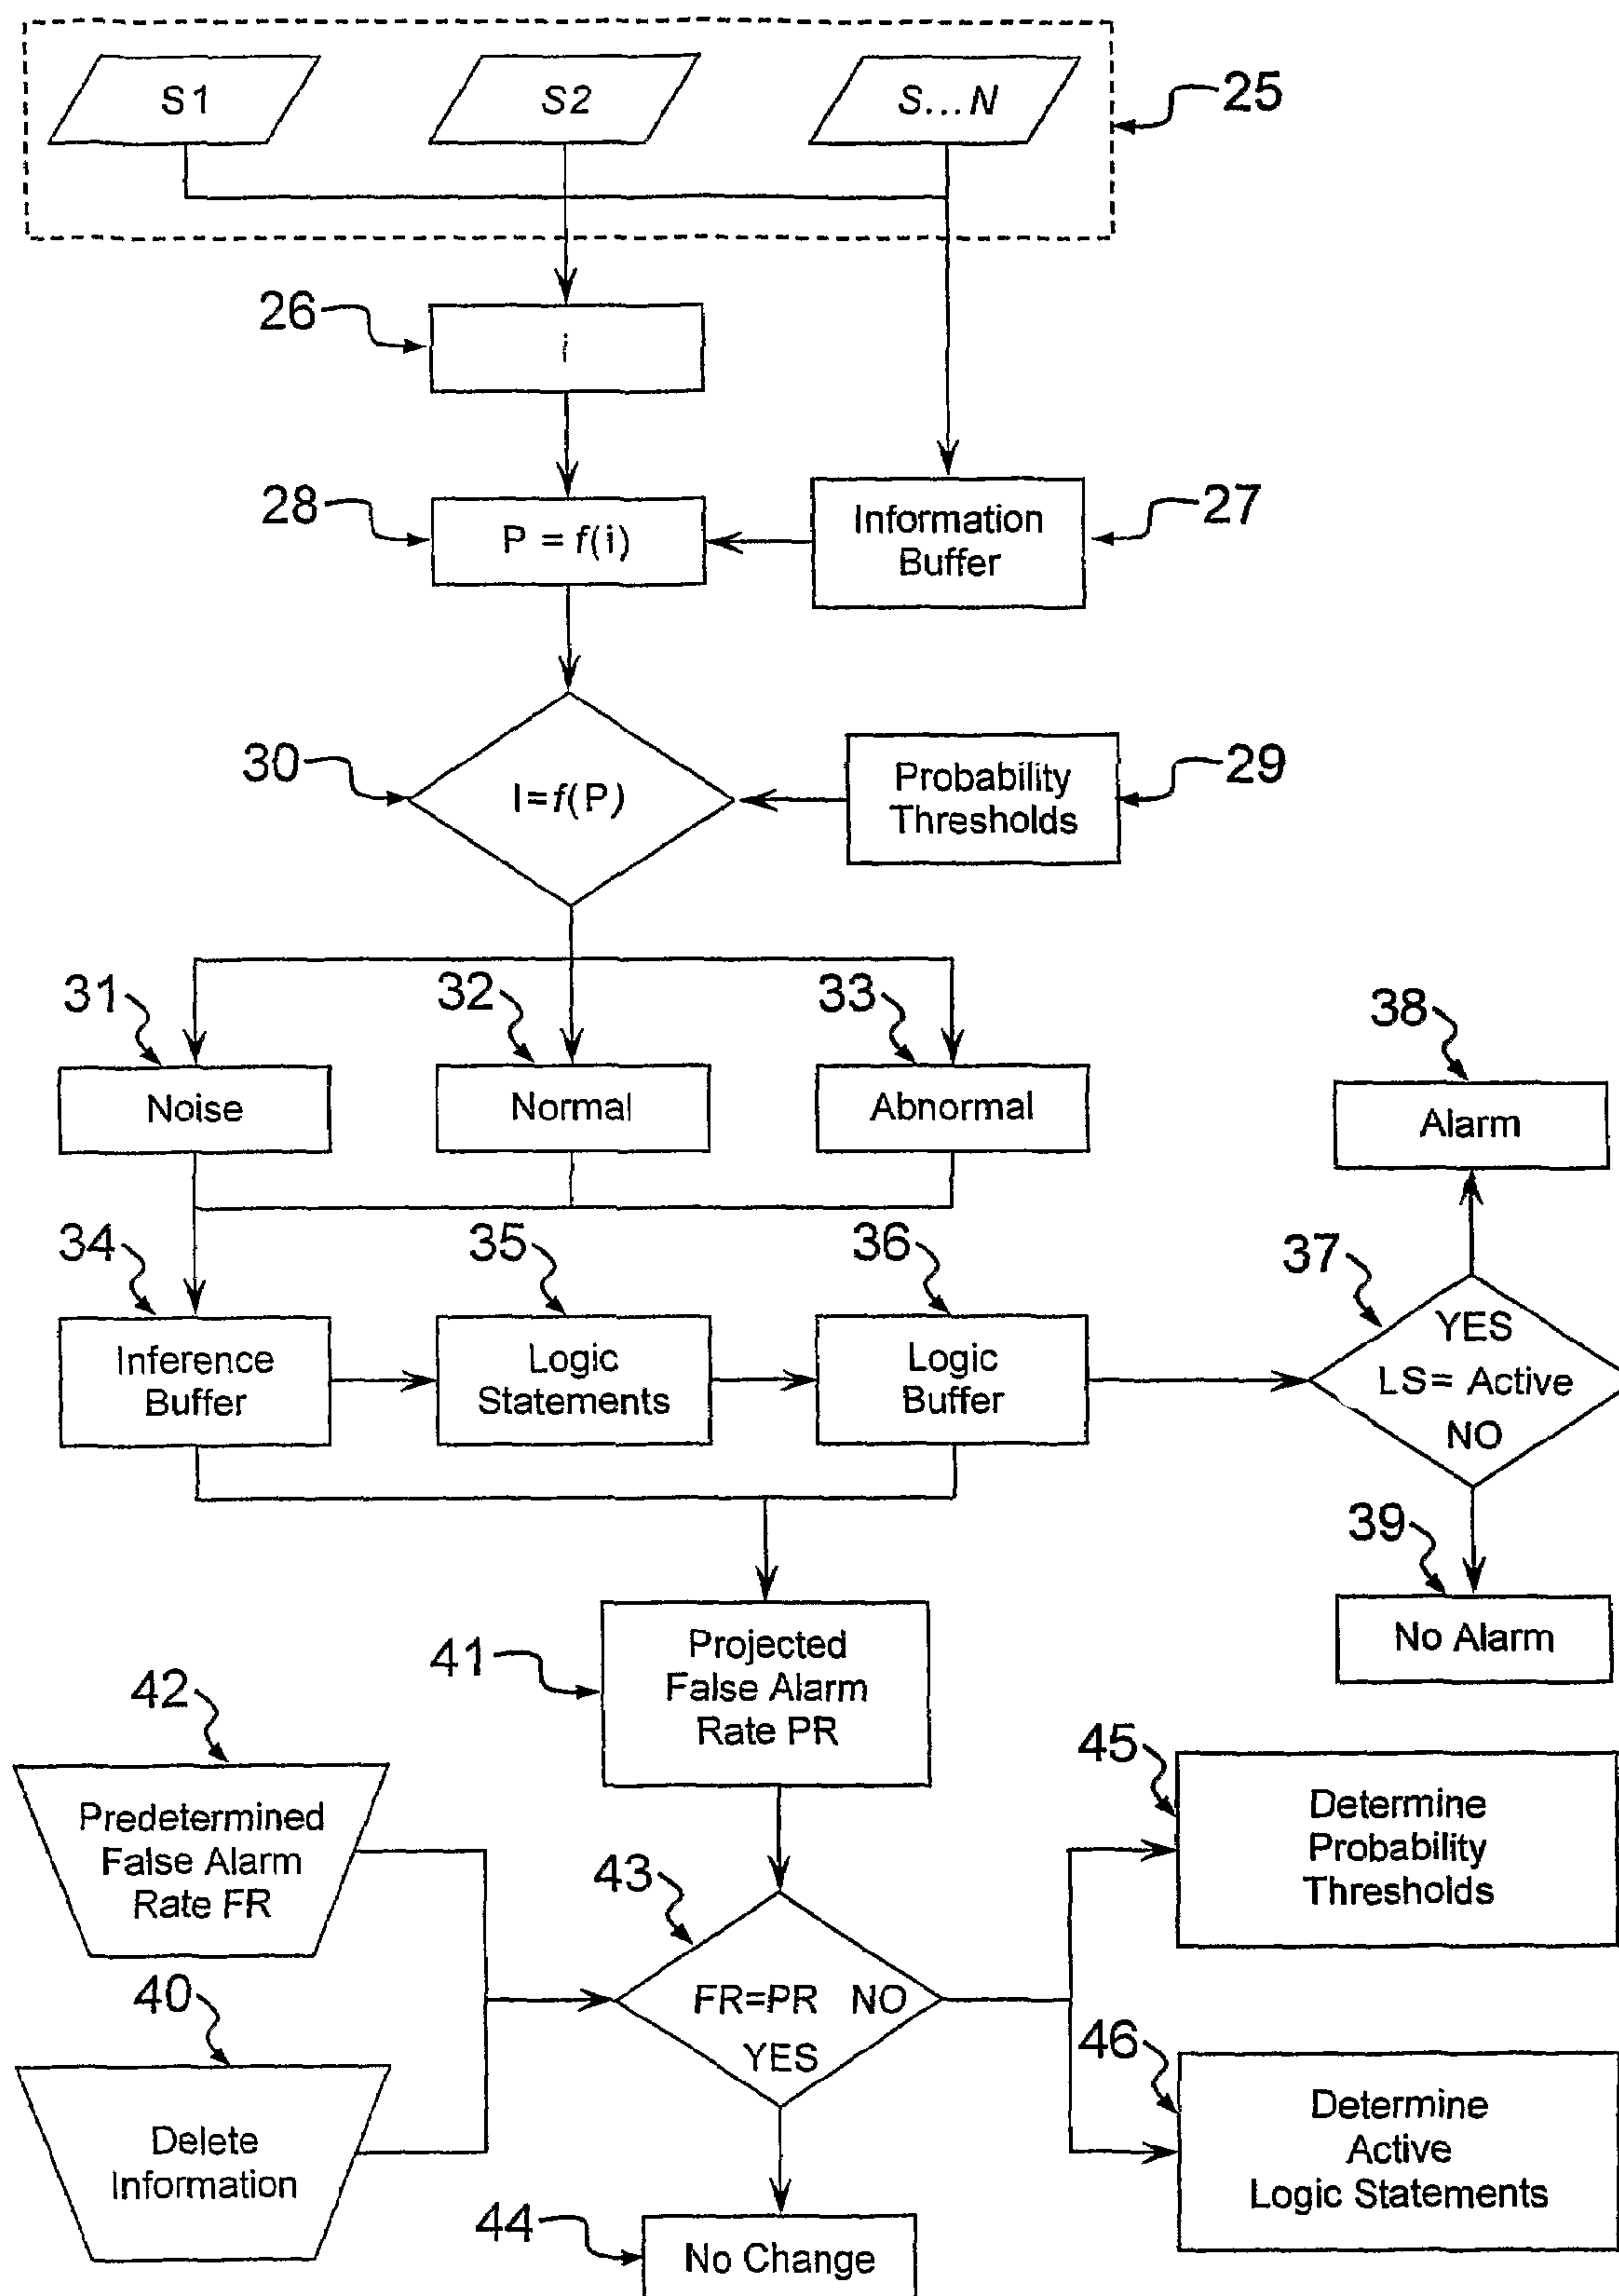 S1
S2
S...N
25
26
i
28
P = f(i)
Information
Buffer
27
30
I=f(P)
Probability
Thresholds
29
31
32
33
Noise
Normal
Abnormal
38
Alarm
34
35
36
37
Inference
Buffer
Logic
Statements
Logic
Buffer
YES
LS= Active
NO
39
No Alarm
41
Projected
False Alarm
Rate PR
42
Predetermined
False Alarm
Rate FR
45
Determine
Probability
Thresholds
43
FR=PR NO
YES
40
Delete
Information
46
Determine
Active
Logic Statements
44
No Change